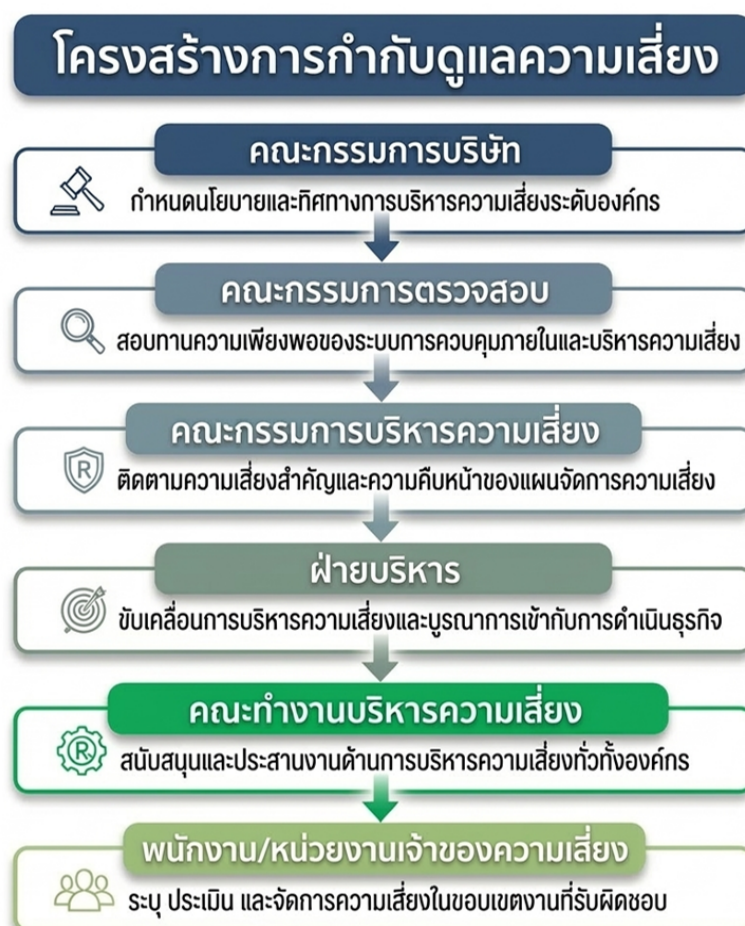 โครงสร้างการกำกับดูแลความเสี่ยง
คณะกรรมการบริษัท
กำหนดนโยบายและทิศทางการบริหารความเสี่ยงระดับองค์กร
คณะกรรมการตรวจสอบ
สอบทานความเพียงพอของระบบการควบคุมภายในและบริหารความเสี่ยง
คณะกรรมการบริหารความเสี่ยง
R
ติดตามความเสี่ยงสำคัญและความคืบหน้าของแผนจัดการความเสี่ยง
ฝ่ายบริหาร
ขับเคลื่อนการบริหารความเสี่ยงและบูรณาการเข้ากับการดำเนินธุรกิจ
คณะทำงานบริหารความเสี่ยง
R
สนับสนุนและประสานงานด้านการบริหารความเสี่ยงทั่วทั้งองค์กร
พนักงาน/หน่วยงานเจ้าของความเสี่ยง
ระบุ ประเมิน และจัดการความเสี่ยงในขอบเขตงานที่รับผิดชอบ